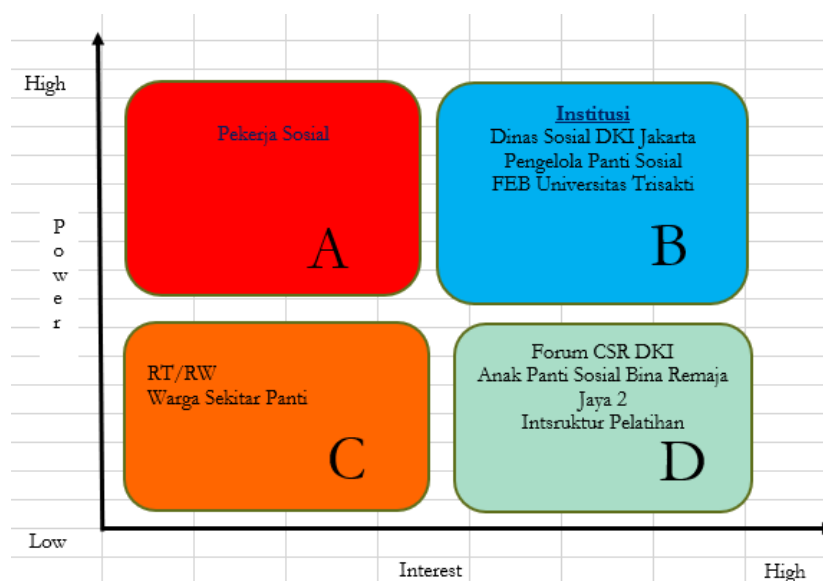 High
Power
Pekerja Sosial
A
Institusi
Dinas Sosial DKI Jakarta
Pengelola Panti Sosial
FEB Universitas Trisakti
B
RT/RW
Warga Sekitar Panti
C
Forum CSR DKI
Anak Panti Sosial Bina Remaja
Jaya 2
Intsruktur Pelatihan
D
Low
Interest
High